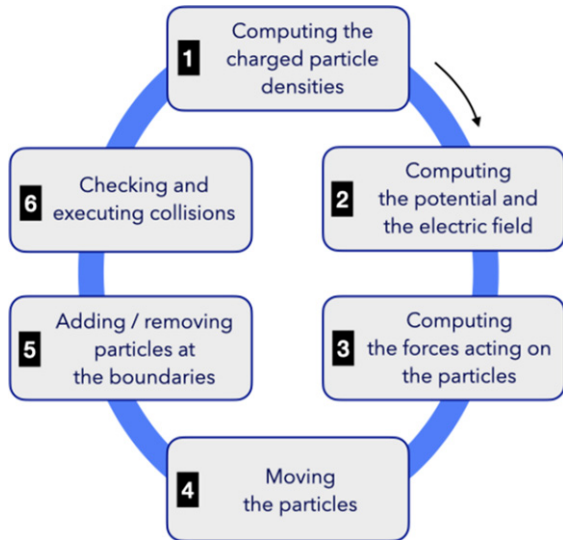 1
Computing the
charged particle
densities
2
Computing
the potential and
the electric field
3
Computing
the forces acting on
the particles
4
Moving
the particles
5
Adding / removing
particles at
the boundaries
6
Checking and
executing collisions